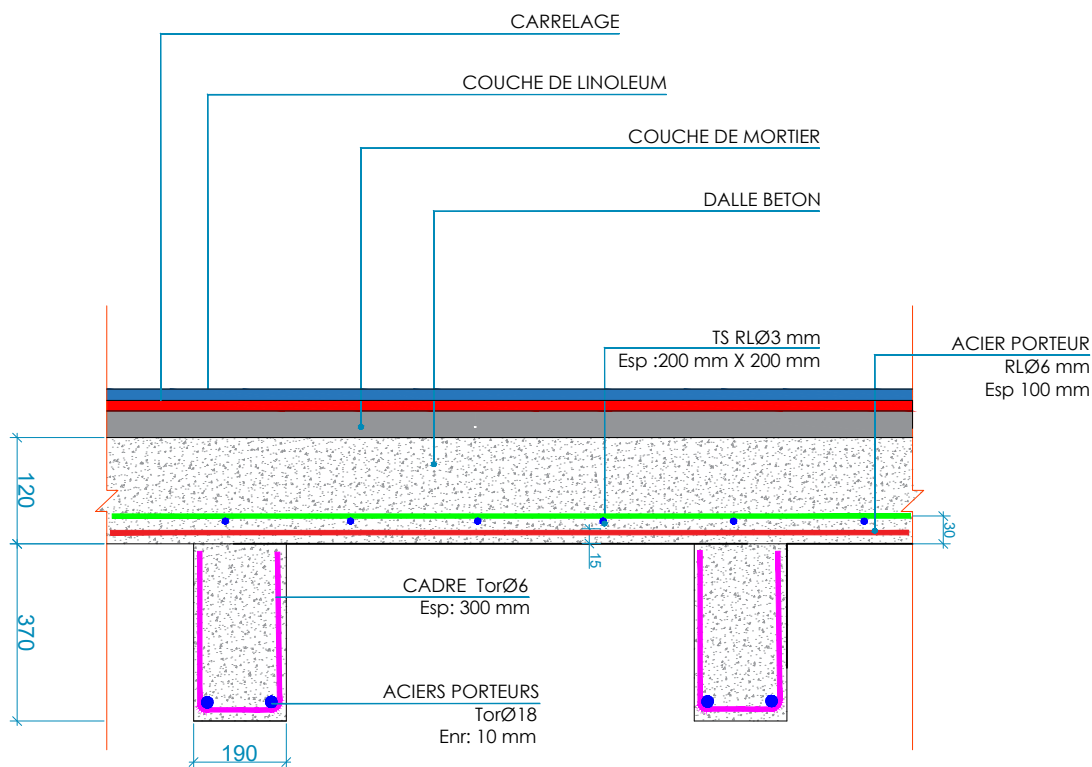 CARRELAGE
COUCHE DE LINOLEUM
COUCHE DE MORTIER
DALLE BETON
TS RLØ3 mm
Esp :200 mm X 200 mm
ACIER PORTEUR
RLØ6 mm
Esp 100 mm
120
30
15
370
CADRE TorØ6
Esp: 300 mm
ACIERS PORTEURS
TorØ18
Enr: 10 mm
190